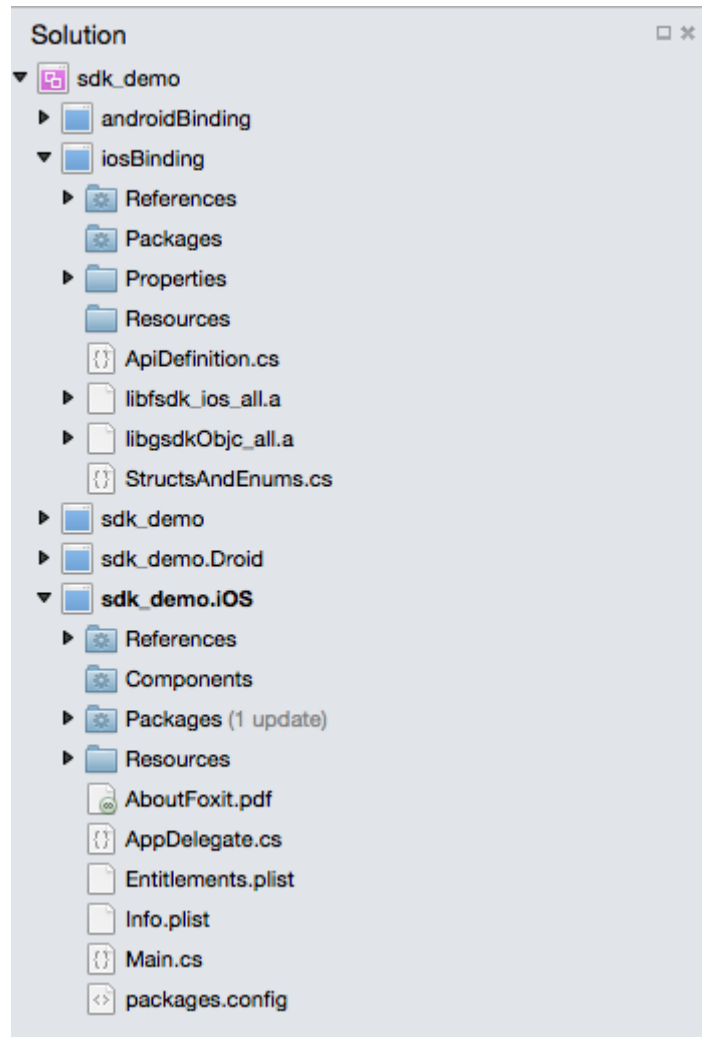 Solution
sdk_demo
androidBinding
iosBinding
References
Packages
Properties
Resources
ApiDefinition.cs
libfsdk_ios_all.a
libgsdkObjc_all.a
StructsAndEnums.cs
sdk_demo
sdk_demo.Droid
sdk_demo.iOS
References
Components
Packages (1 update)
Resources
AboutFoxit.pdf
AppDelegate.cs
Entitlements.plist
Info.plist
Main.cs
packages.config